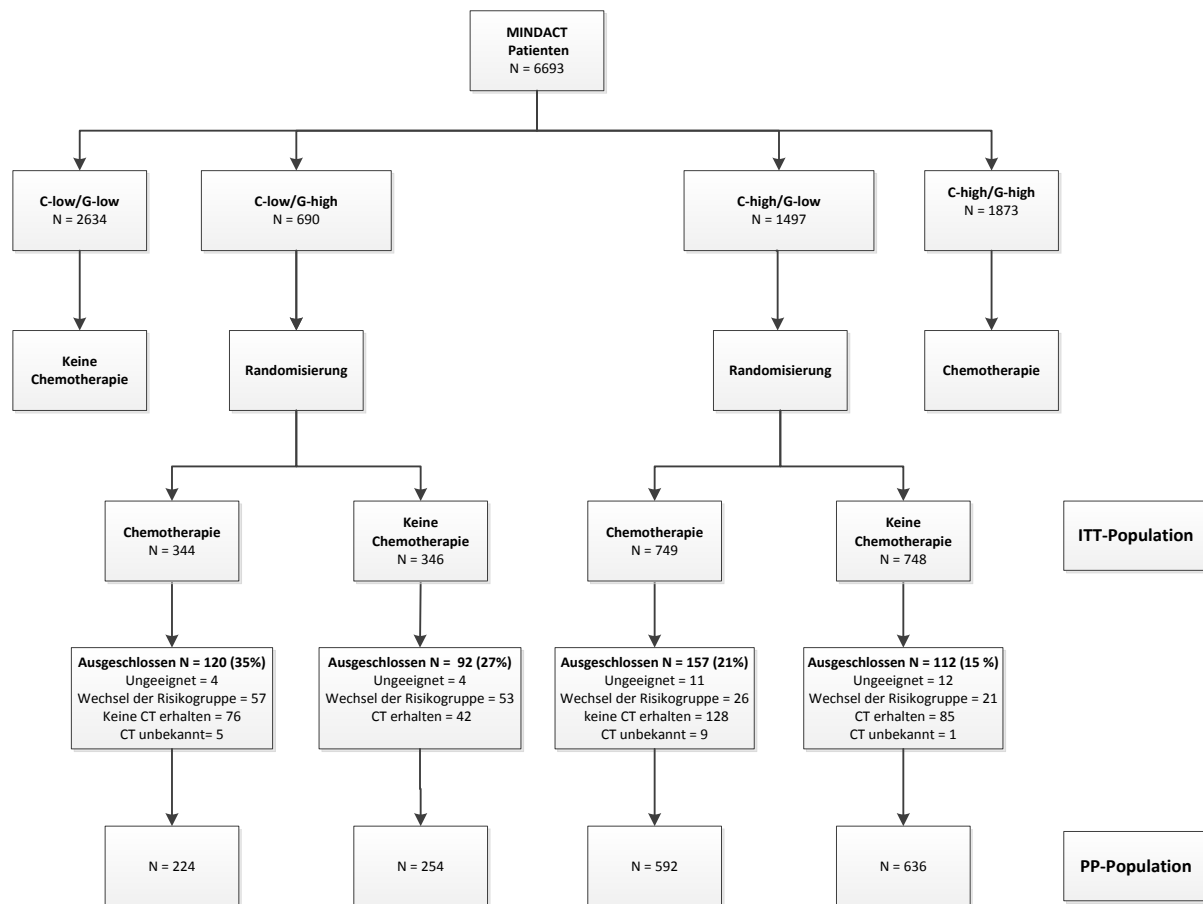 MINDACT
Patienten
N = 6693
C-low/G-low
N = 2634
C-low/G-high
N = 690
C-high/G-low
N = 1497
C-high/G-high
N = 1873
Keine
Chemotherapie
Randomisierung
Randomisierung
Chemotherapie
Chemotherapie
N = 344
Keine
Chemotherapie
N = 346
Chemotherapie
N = 749
Keine
Chemotherapie
N = 748
ITT-Population
Ausgeschlossen N = 120 (35%)
Ungeeignet = 4
Wechsel der Risikogruppe = 57
Keine CT erhalten = 76
CT unbekannt= 5
Ausgeschlossen N = 92 (27%)
Ungeeignet = 4
Wechsel der Risikogruppe = 53
CT erhalten = 42
Ausgeschlossen N = 157 (21%)
Ungeeignet = 11
Wechsel der Risikogruppe = 26
keine CT erhalten = 128
CT unbekannt = 9
Ausgeschlossen N = 112 (15 %)
Ungeeignet = 12
Wechsel der Risikogruppe = 21
CT erhalten = 85
CT unbekannt = 1
N = 224
N = 254
N = 592
N = 636
PP-Population